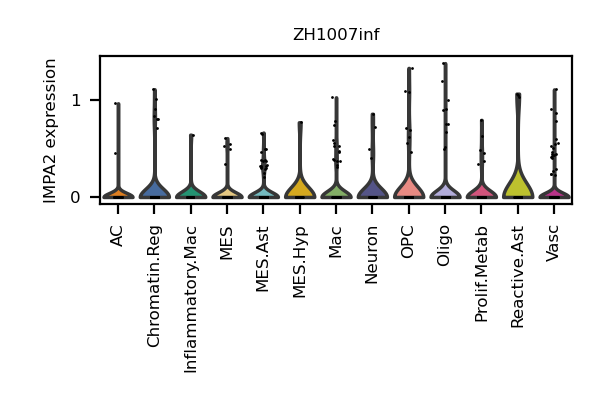 ZH1007inf
IMPA2 expression
1
0
AC
Chromatin.Reg
Inflammatory.Mac
MES
MES.Ast
MES.Hyp
Mac
Neuron
OPC
Oligo
Prolif.Metab
Reactive.Ast
Vasc